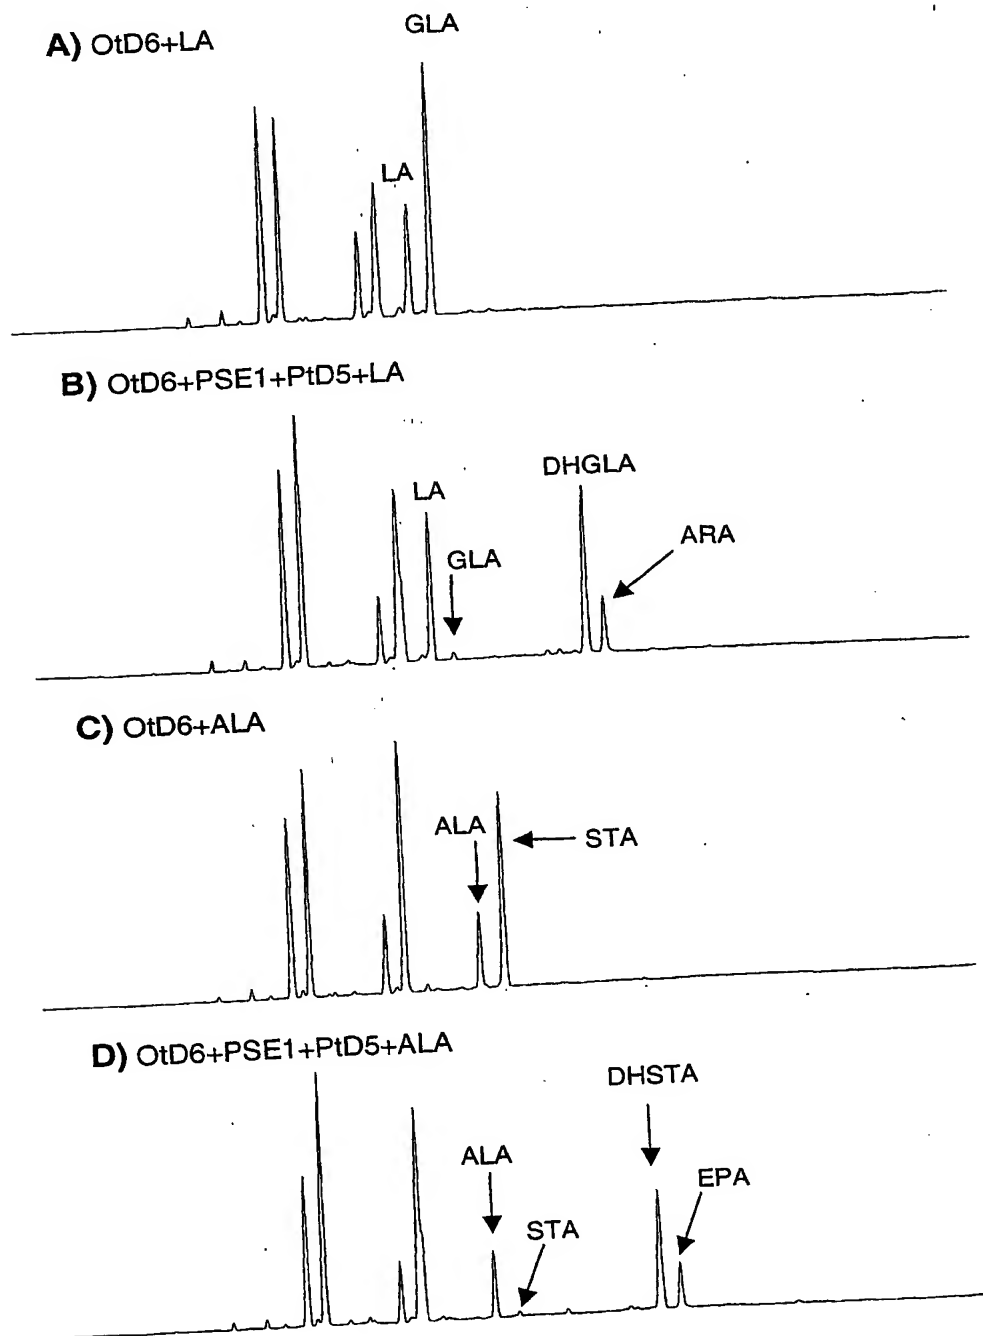 A) OtD6+LA
GLA
LA
B) OtD6+PSE1+PtD5+LA
LA
GLA
DHGLA
ARA
C) OtD6+ALA
ALA
STA
D) OtD6+PSE1+PtD5+ALA
ALA
STA
DHSTA
EPA